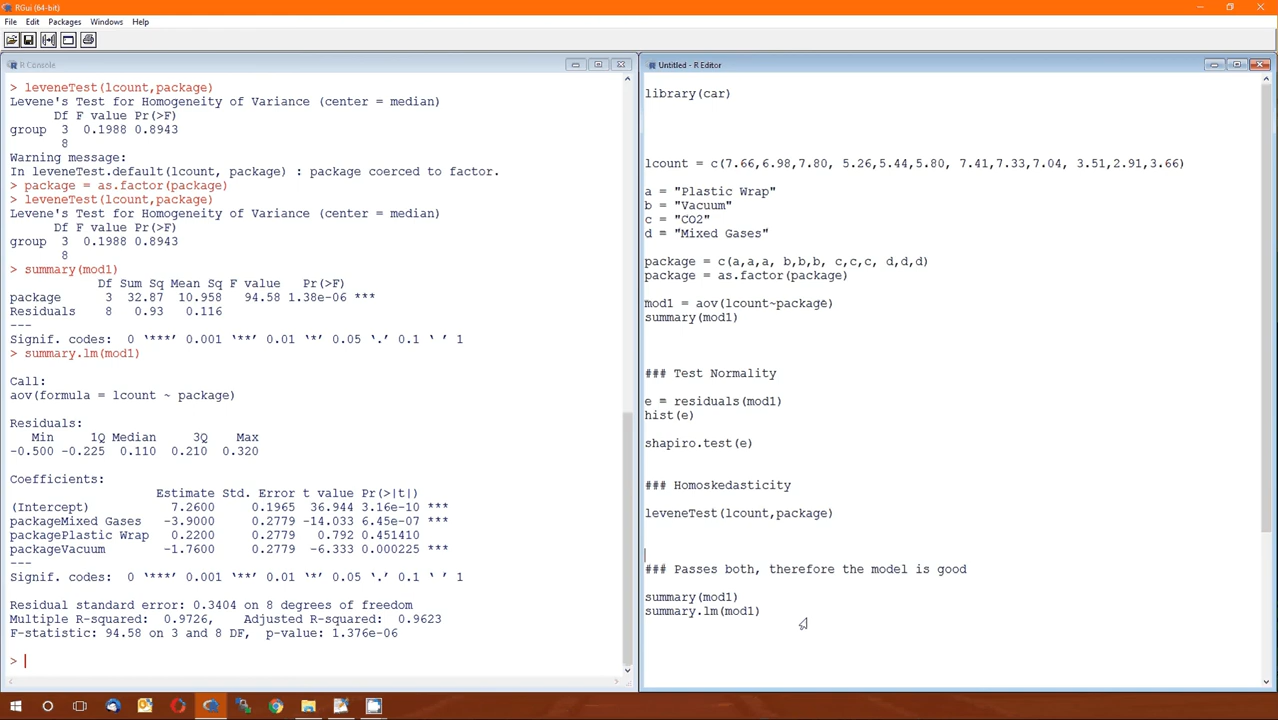 RGui (64-bit)
File Edit Packages Windows Help
R Console
> leveneTest(lcount,package)
Levene's Test for Homogeneity of Variance (center = median)
      Df F value Pr(>F)
group  3  0.1988 0.8943
       8
Warning message:
In leveneTest.default(lcount, package) : package coerced to factor.
> package = as.factor(package)
> leveneTest(lcount,package)
Levene's Test for Homogeneity of Variance (center = median)
      Df F value Pr(>F)
group  3  0.1988 0.8943
       8
> summary(mod1)
            Df Sum Sq Mean Sq F value   Pr(>F)
package      3  32.87  10.958   94.58 1.38e-06 ***
Residuals    8   0.93   0.116
---
Signif. codes:  0 ‘***’ 0.001 ‘**’ 0.01 ‘*’ 0.05 ‘.’ 0.1 ‘ ’ 1
> summary.lm(mod1)
Call:
aov(formula = lcount ~ package)
Residuals:
   Min     1Q Median     3Q    Max
-0.500 -0.225  0.110  0.210  0.320
Coefficients:
                    Estimate Std. Error t value Pr(>|t|)
(Intercept)           7.2600     0.1965  36.944 3.16e-10 ***
packageMixed Gases   -3.9000     0.2779 -14.033 6.45e-07 ***
packagePlastic Wrap   0.2200     0.2779   0.792 0.451410
packageVacuum        -1.7600     0.2779  -6.333 0.000225 ***
---
Signif. codes:  0 ‘***’ 0.001 ‘**’ 0.01 ‘*’ 0.05 ‘.’ 0.1 ‘ ’ 1
Residual standard error: 0.3404 on 8 degrees of freedom
Multiple R-squared:  0.9726,	Adjusted R-squared:  0.9623
F-statistic: 94.58 on 3 and 8 DF,  p-value: 1.376e-06
>
Untitled - R Editor
library(car)
lcount = c(7.66,6.98,7.80, 5.26,5.44,5.80, 7.41,7.33,7.04, 3.51,2.91,3.66)
a = "Plastic Wrap"
b = "Vacuum"
c = "CO2"
d = "Mixed Gases"
package = c(a,a,a, b,b,b, c,c,c, d,d,d)
package = as.factor(package)
mod1 = aov(lcount~package)
summary(mod1)
### Test Normality
e = residuals(mod1)
hist(e)
shapiro.test(e)
### Homoskedasticity
leveneTest(lcount,package)
### Passes both, therefore the model is good
summary(mod1)
summary.lm(mod1)